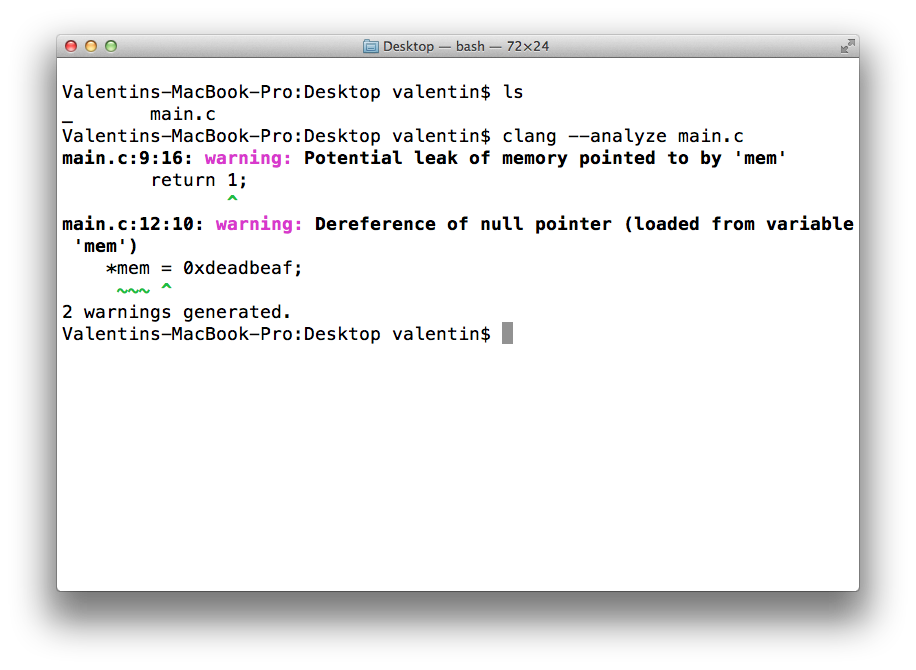 Desktop — bash — 72×24
Valentins-MacBook-Pro:Desktop valentin$ ls
_       main.c
Valentins-MacBook-Pro:Desktop valentin$ clang --analyze main.c
main.c:9:16: warning: Potential leak of memory pointed to by 'mem'
        return 1;
               ^
main.c:12:10: warning: Dereference of null pointer (loaded from variable
 'mem')
    *mem = 0xdeadbeaf;
     ~~~ ^
2 warnings generated.
Valentins-MacBook-Pro:Desktop valentin$